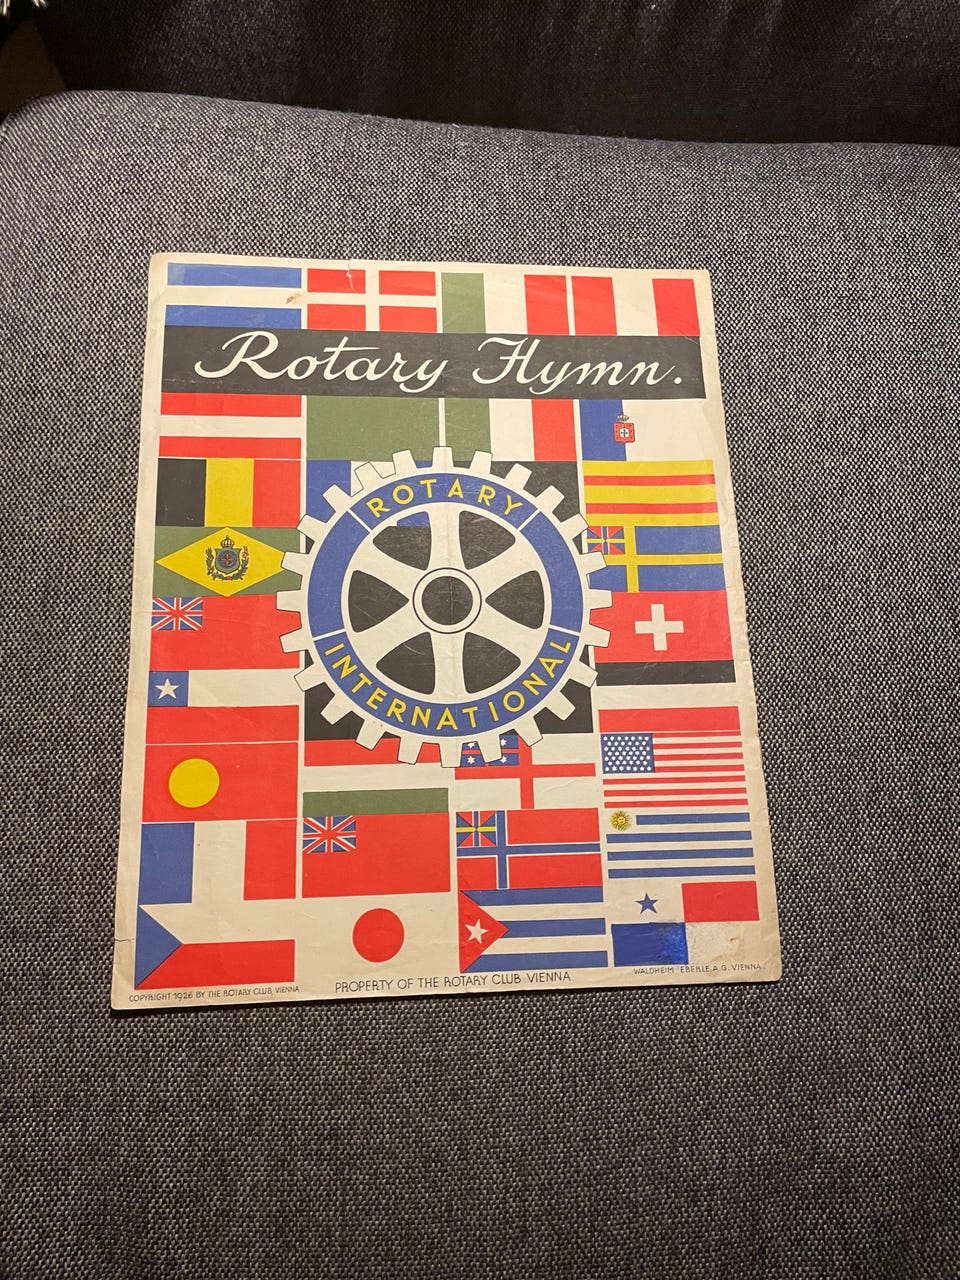 Rotary Hymn.
ROTARY
INTERNATIONAL
COPYRIGHT 1926 BY THE ROTARY CLUB, VIENNA
PROPERTY OF THE ROTARY CLUB VIENNA
WALDHEIM EBERLE, A.G. VIENNA.